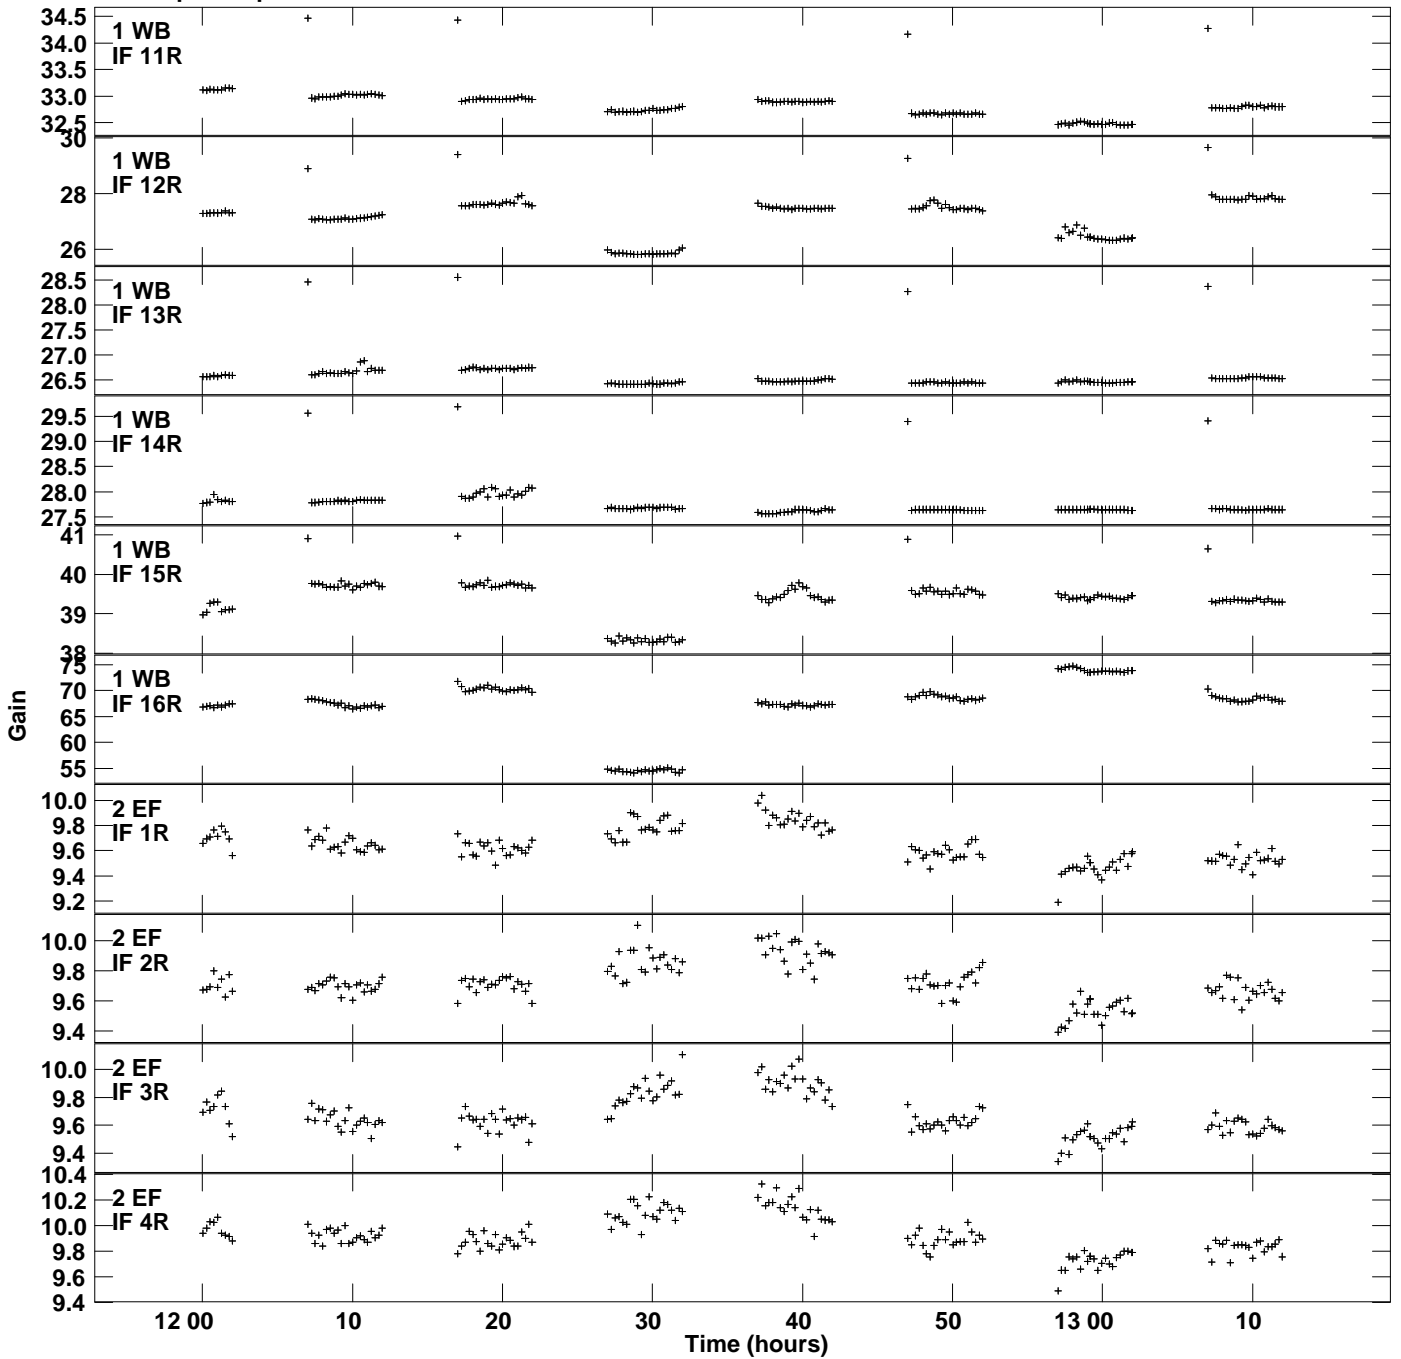 34.5
34.0
33.5
33.0
32.5
1 WB
IF 11R
30
28
26
1 WB
IF 12R
28.5
28.0
27.5
27.0
26.5
1 WB
IF 13R
29.5
29.0
28.5
28.0
27.5
1 WB
IF 14R
41
40
39
38
1 WB
IF 15R
75
70
65
60
55
1 WB
IF 16R
10.0
9.8
9.6
9.4
9.2
2 EF
IF 1R
10.0
9.8
9.6
9.4
2 EF
IF 2R
10.0
9.8
9.6
9.4
2 EF
IF 3R
10.4
10.2
10.0
9.8
9.6
9.4
2 EF
IF 4R
Gain
12 00 10 20 30 40 50 13 00 10
Time (hours)